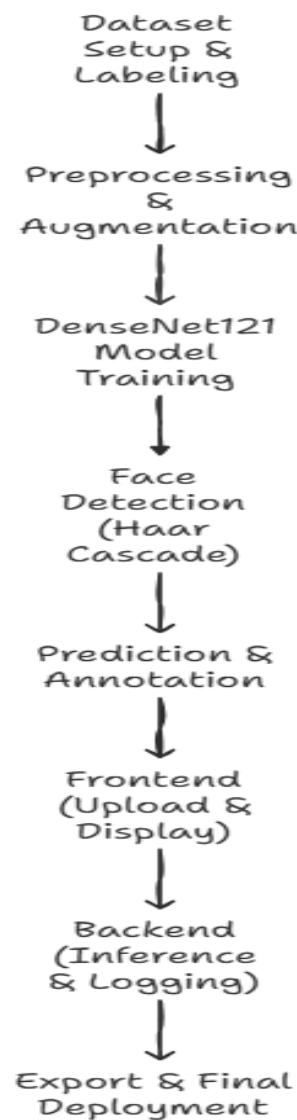 Dataset
Setup &
Labeling
Preprocessing
&
Augmentation
DenseNet121
Model
Training
Face
Detection
(Haar
Cascade)
Prediction &
Annotation
Frontend
(Upload &
Display)
Backend
(Inference
& Logging)
Export & Final
Deployment